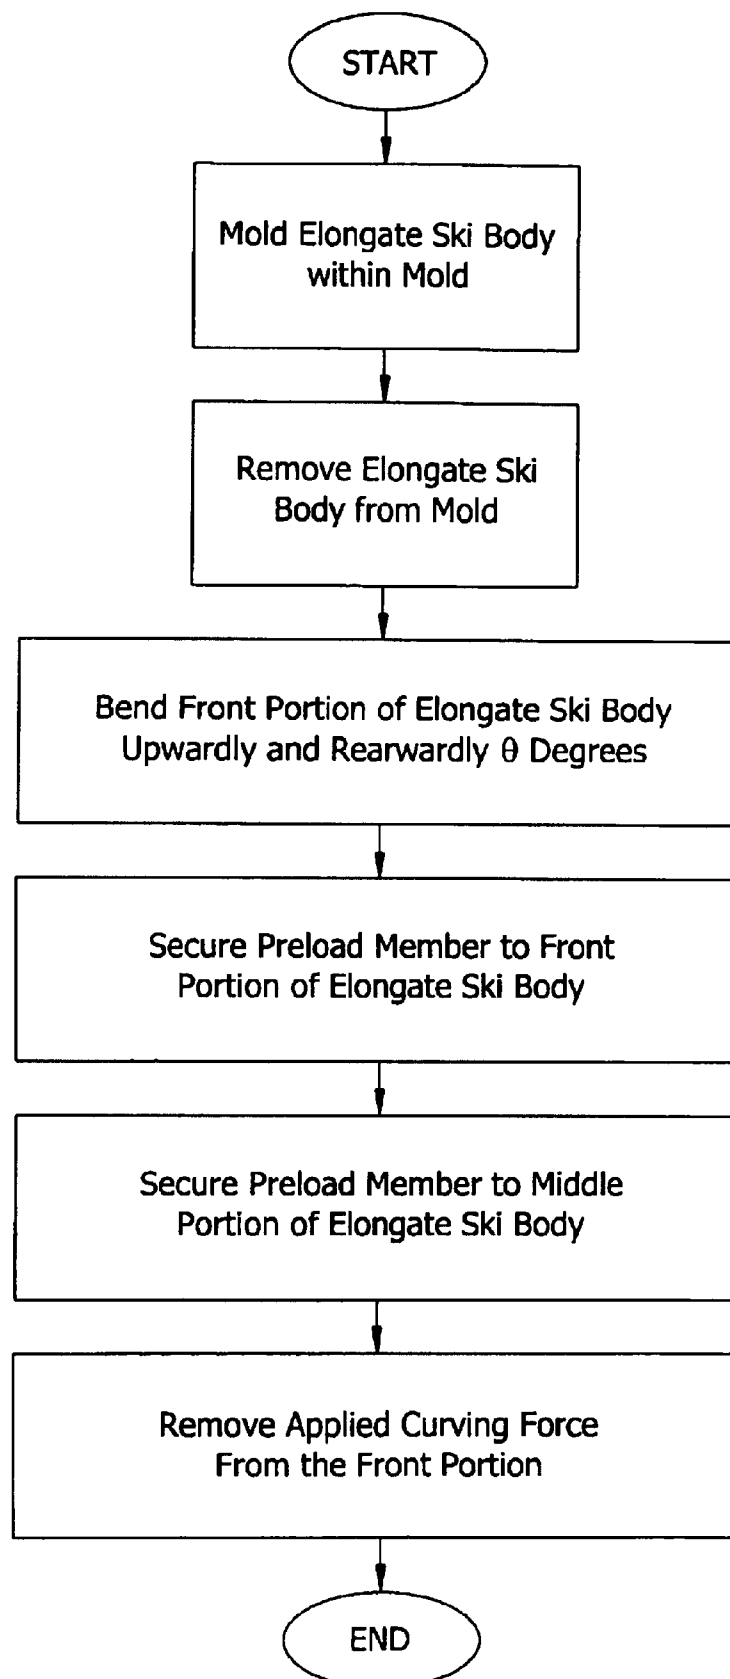 START
Mold Elongate Ski Body
within Mold
Remove Elongate Ski
Body from Mold
Bend Front Portion of Elongate Ski Body
Upwardly and Rearwardly θ Degrees
Secure Preload Member to Front
Portion of Elongate Ski Body
Secure Preload Member to Middle
Portion of Elongate Ski Body
Remove Applied Curving Force
From the Front Portion
END